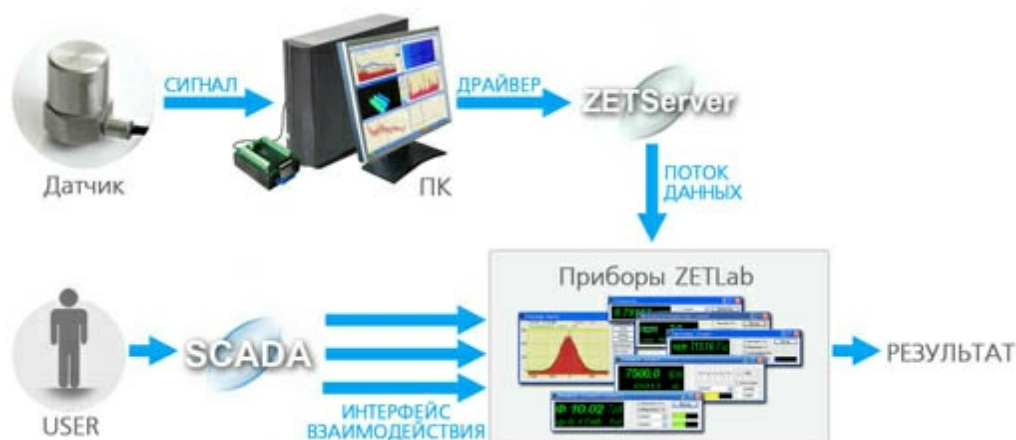 СИГНАЛ
ДРАЙВЕР
ZETServer
Датчик
ПК
ПОТОК
ДАННЫХ
Приборы ZETLab
7500,0
10.02
SCADA
РЕЗУЛЬТАТ
USER
ИНТЕРФЕЙС
ВЗАИМОДЕЙСТВИЯ